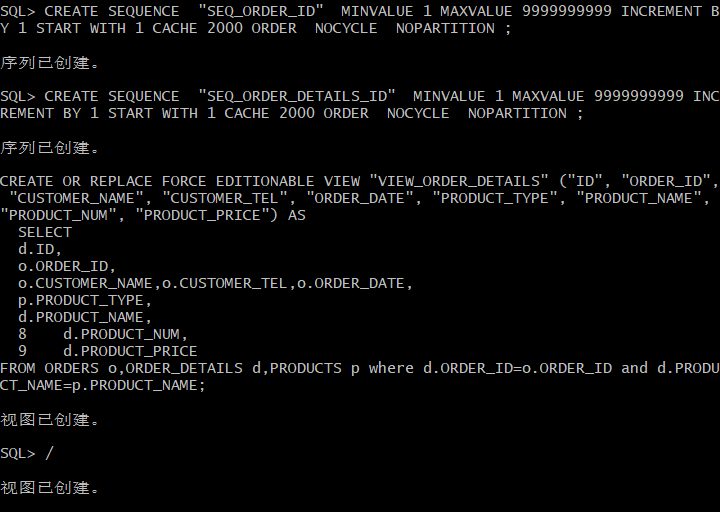 SQL> CREATE SEQUENCE  "SEQ_ORDER_ID"  MINVALUE 1 MAXVALUE 9999999999 INCREMENT B
Y 1 START WITH 1 CACHE 2000 ORDER  NOCYCLE  NOPARTITION ;
序列已创建。
SQL> CREATE SEQUENCE  "SEQ_ORDER_DETAILS_ID"  MINVALUE 1 MAXVALUE 9999999999 INC
REMENT BY 1 START WITH 1 CACHE 2000 ORDER  NOCYCLE  NOPARTITION ;
序列已创建。
CREATE OR REPLACE FORCE EDITIONABLE VIEW "VIEW_ORDER_DETAILS" ("ID", "ORDER_ID",
 "CUSTOMER_NAME", "CUSTOMER_TEL", "ORDER_DATE", "PRODUCT_TYPE", "PRODUCT_NAME",
"PRODUCT_NUM", "PRODUCT_PRICE") AS
  SELECT
  d.ID,
  o.ORDER_ID,
  o.CUSTOMER_NAME,o.CUSTOMER_TEL,o.ORDER_DATE,
  p.PRODUCT_TYPE,
  d.PRODUCT_NAME,
  8    d.PRODUCT_NUM,
  9    d.PRODUCT_PRICE
FROM ORDERS o,ORDER_DETAILS d,PRODUCTS p where d.ORDER_ID=o.ORDER_ID and d.PRODU
CT_NAME=p.PRODUCT_NAME;
视图已创建。
SQL> /
视图已创建。